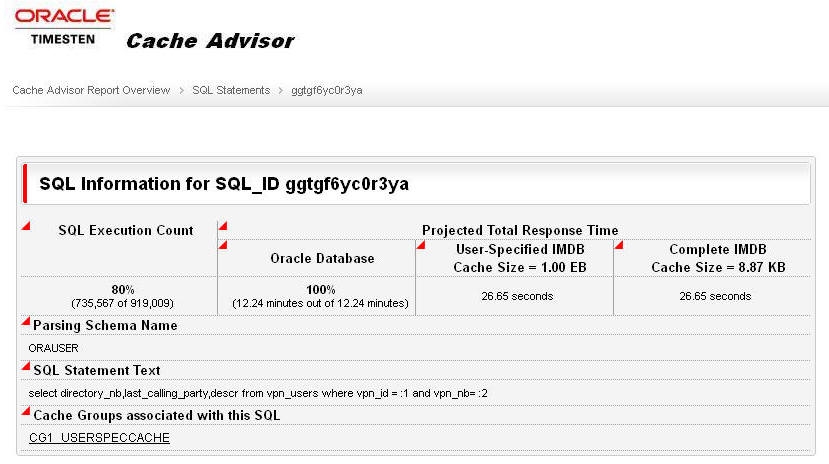 ORACLE
TIMESTEN
Cache Advisor
Cache Advisor Report Overview > SQL Statements > ggtgf6yc0r3ya
SQL Information for SQL_ID ggtgf6yc0r3ya
SQL Execution Count
Projected Total Response Time
Oracle Database
User-Specified IMDB
Cache Size = 1.00 EB
Complete IMDB
Cache Size = 8.87 KB
80%
(735,567 of 919,009)
100%
(12.24 minutes out of 12.24 minutes)
26.65 seconds
26.65 seconds
Parsing Schema Name
ORAUSER
SQL Statement Text
select directory_nb,last_calling_party,descr from vpn_users where vpn_id = :1 and vpn_nb= :2
Cache Groups associated with this SQL
CG1_USERSPECCACHE